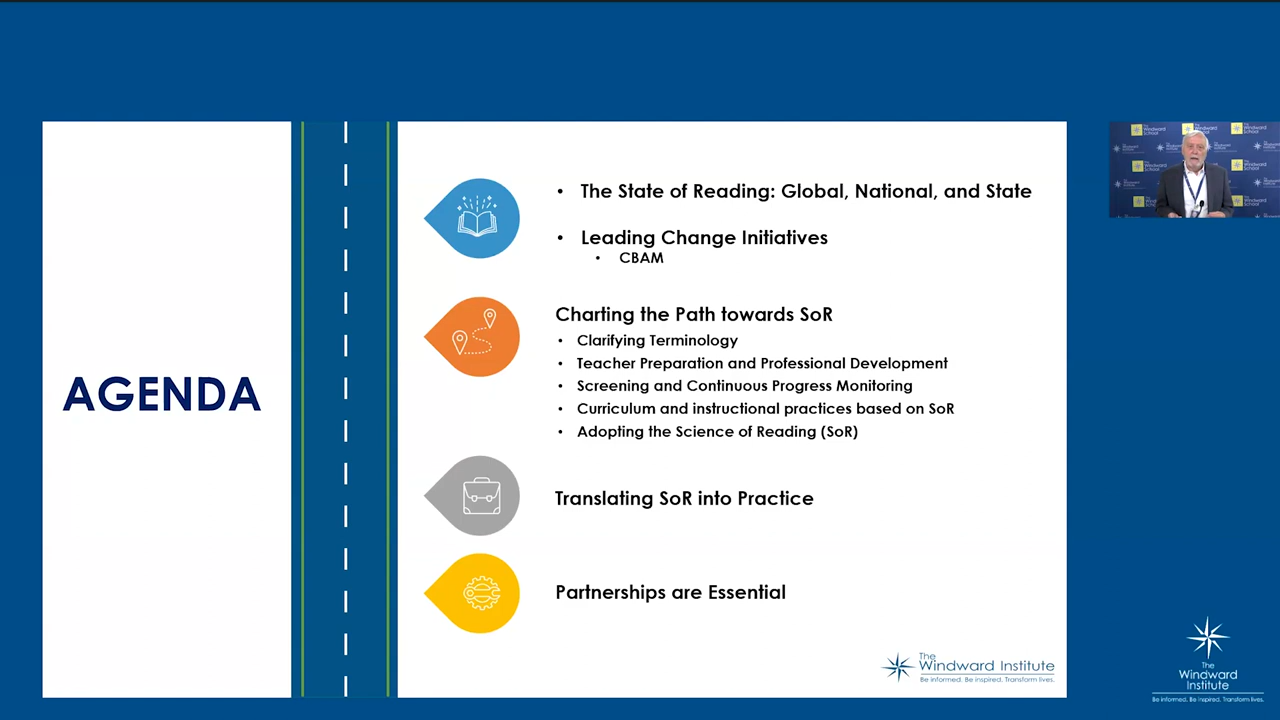 AGENDA
• The State of Reading: Global, National, and State
• Leading Change Initiatives
• CBAM
Charting the Path towards SoR
• Clarifying Terminology
• Teacher Preparation and Professional Development
• Screening and Continuous Progress Monitoring
• Curriculum and instructional practices based on SoR
• Adopting the Science of Reading (SoR)
Translating SoR into Practice
Partnerships are Essential
The
Windward Institute
Be informed. Be inspired. Transform lives.
The
Windward
School
The
Windward
Institute
Be informed. Be inspired. Transform lives.